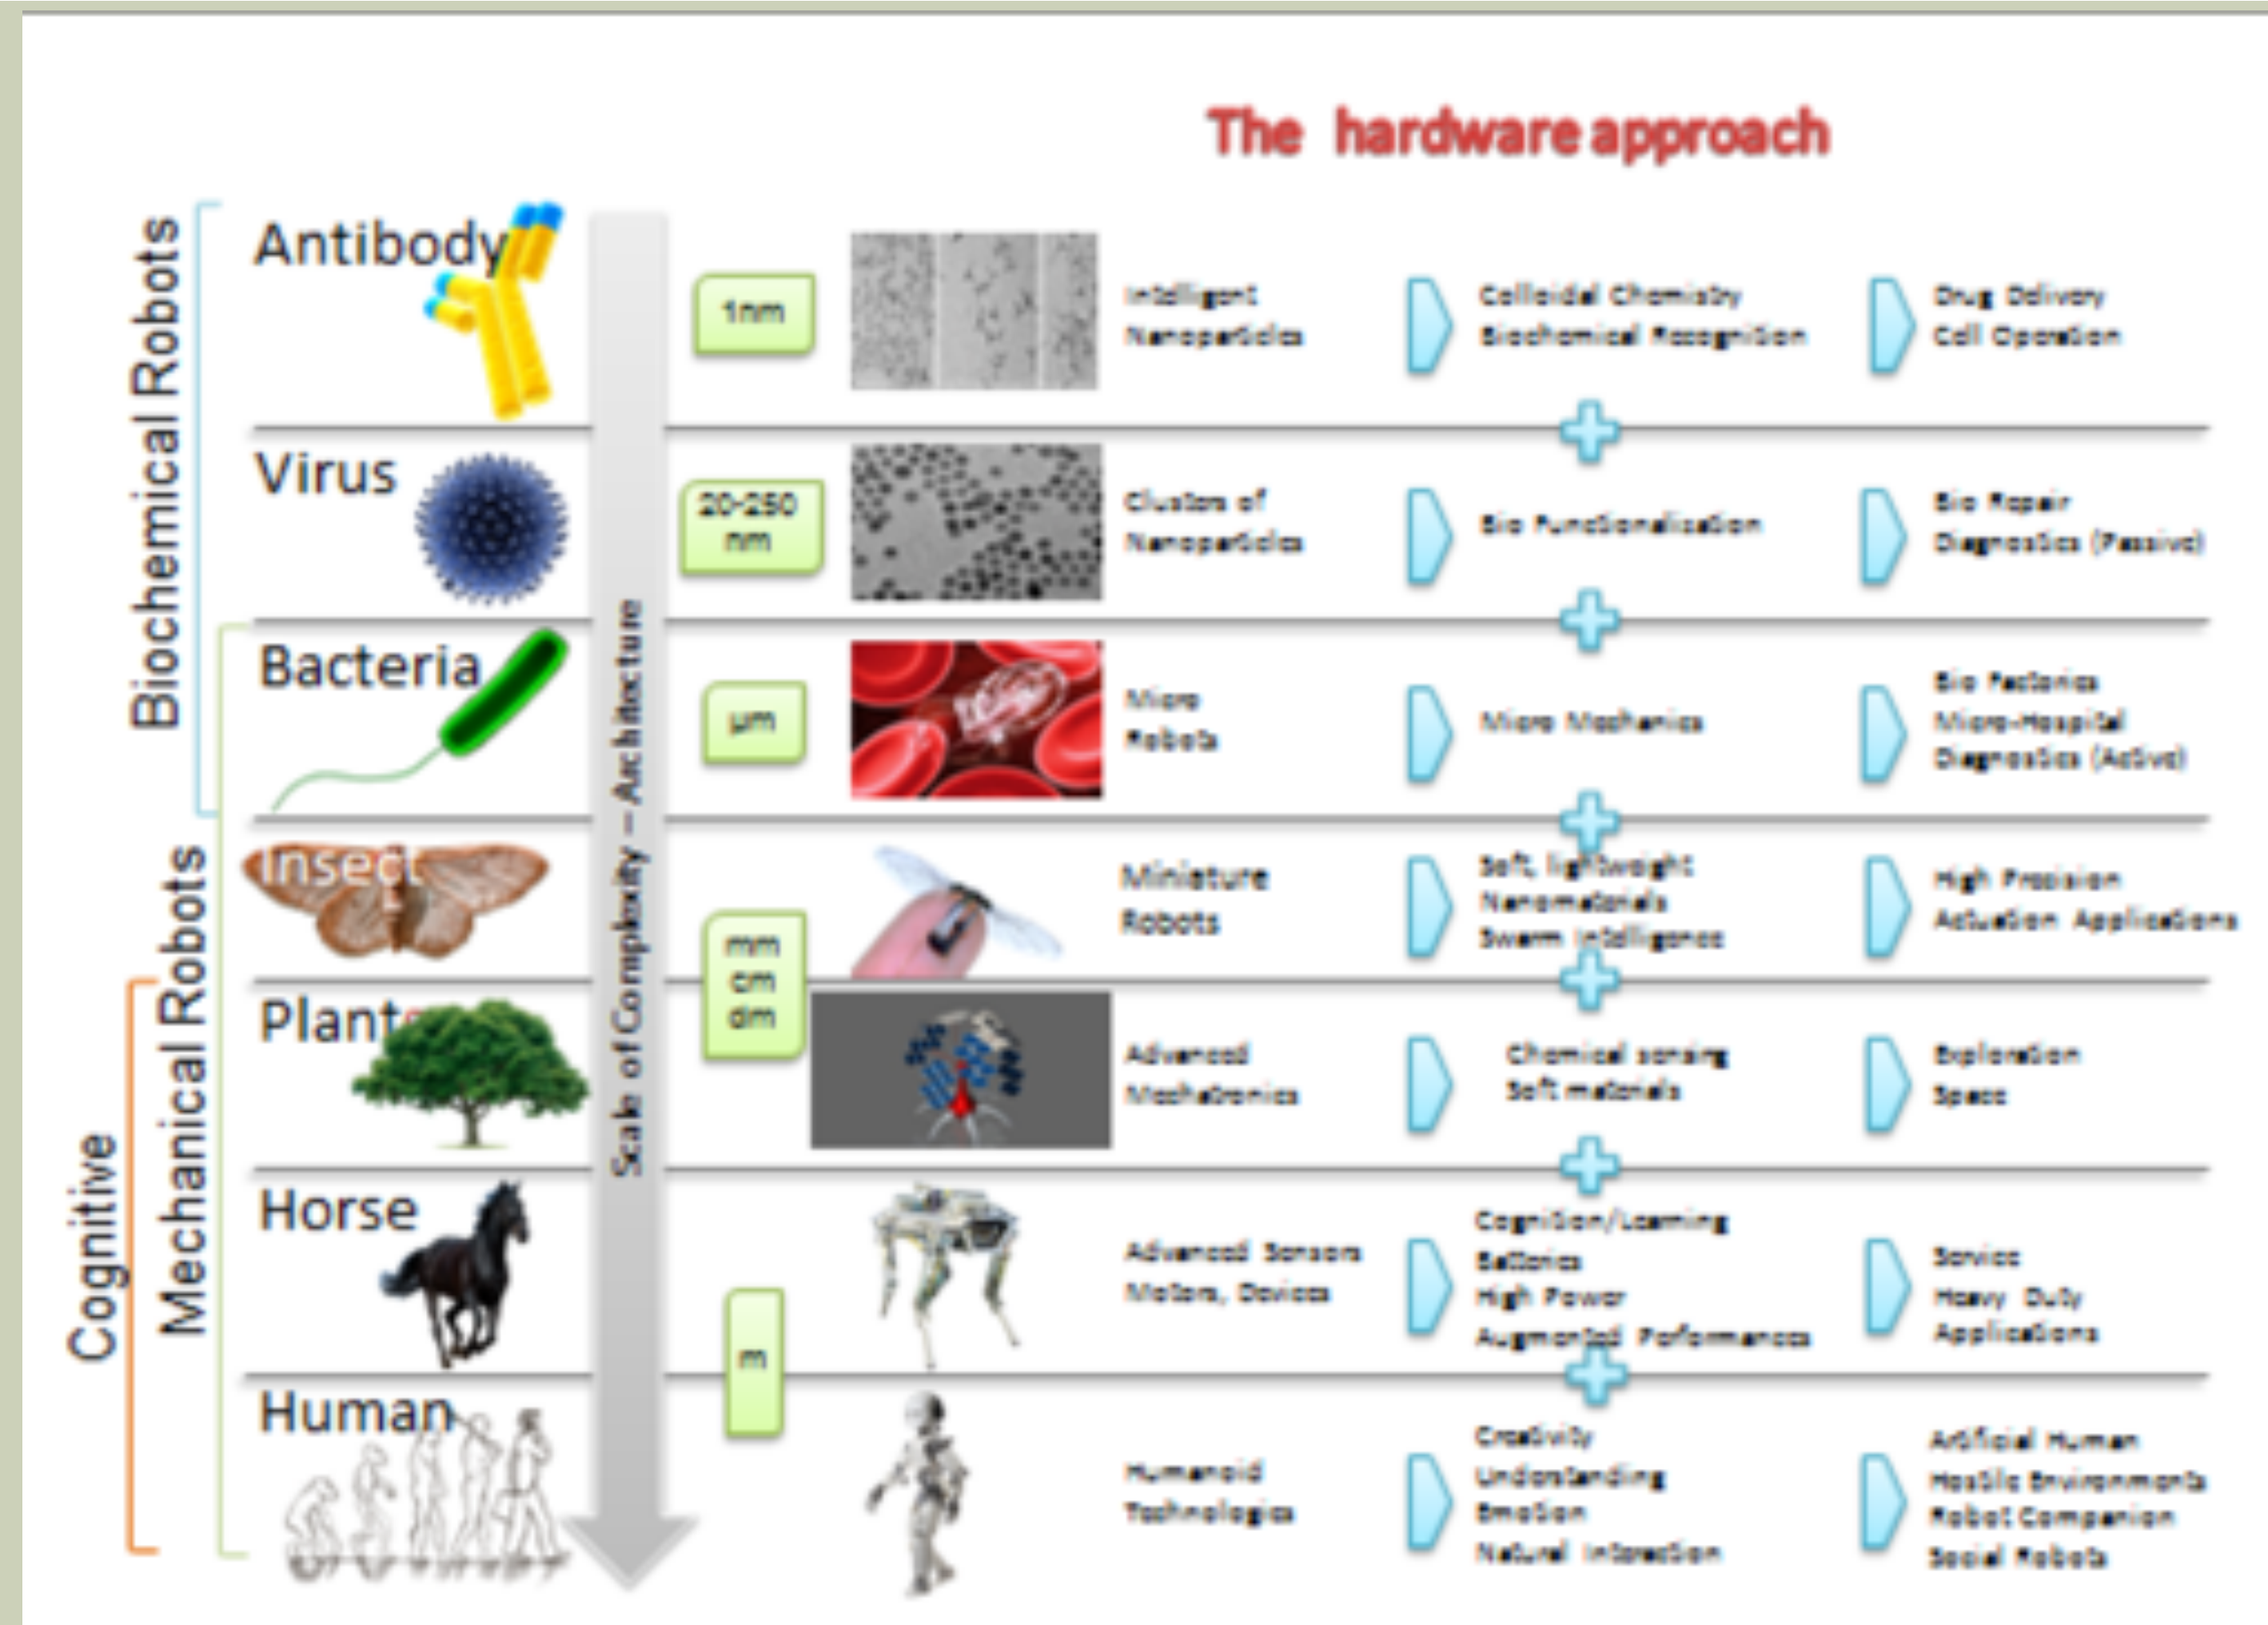 The hardware approach
Biochemical Robots
Mechanical Robots
Cognitive
Scale of Complexity – Architecture
Antibody
1nm
Intelligent
Nanoparticles
Colloidal Chemistry
Biochemical Recognition
Drug Delivery
Cell Operation
Virus
20-250
nm
Clusters of
Nanoparticles
Bio Functionalisation
Bio Repair
Diagnostics (Passive)
Bacteria
µm
Micro
Robots
Micro Mechanics
Bio Factories
Micro-Hospital
Diagnostics (Active)
Insect
mm
cm
dm
Miniature
Robots
Soft, lightweight
Nanomaterials
Swarm Intelligence
High Precision
Actuation Applications
Plants
Advanced
Mechatronics
Chemical sensing
Soft materials
Exploration
Space
Horse
m
Advanced Sensors
Motors, Devices
Cognition/Learning
Batteries
High Power
Augmented Performances
Service
Heavy Duty
Applications
Human
Humanoid
Technologies
Creativity
Understanding
Emotion
Natural Interaction
Artificial Human
Hostile Environments
Robot Companion
Social Robots